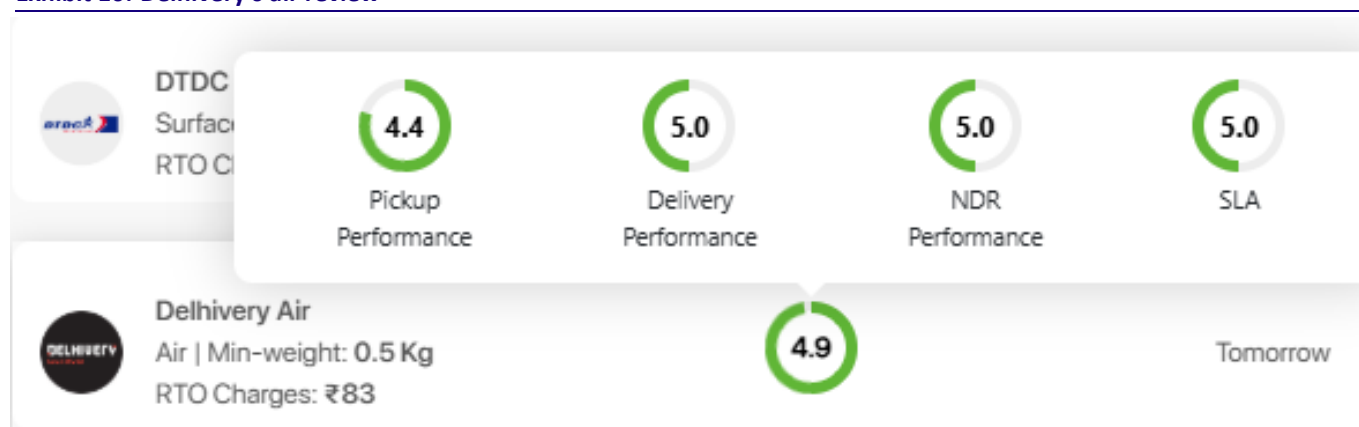 DTDC
Surfac
RTO C
4.4
Pickup
Performance
5.0
Delivery
Performance
5.0
NDR
Performance
5.0
SLA
DELHIVERY
Delhivery Air
Air | Min-weight: 0.5 Kg
RTO Charges: ₹83
4.9
Tomorrow